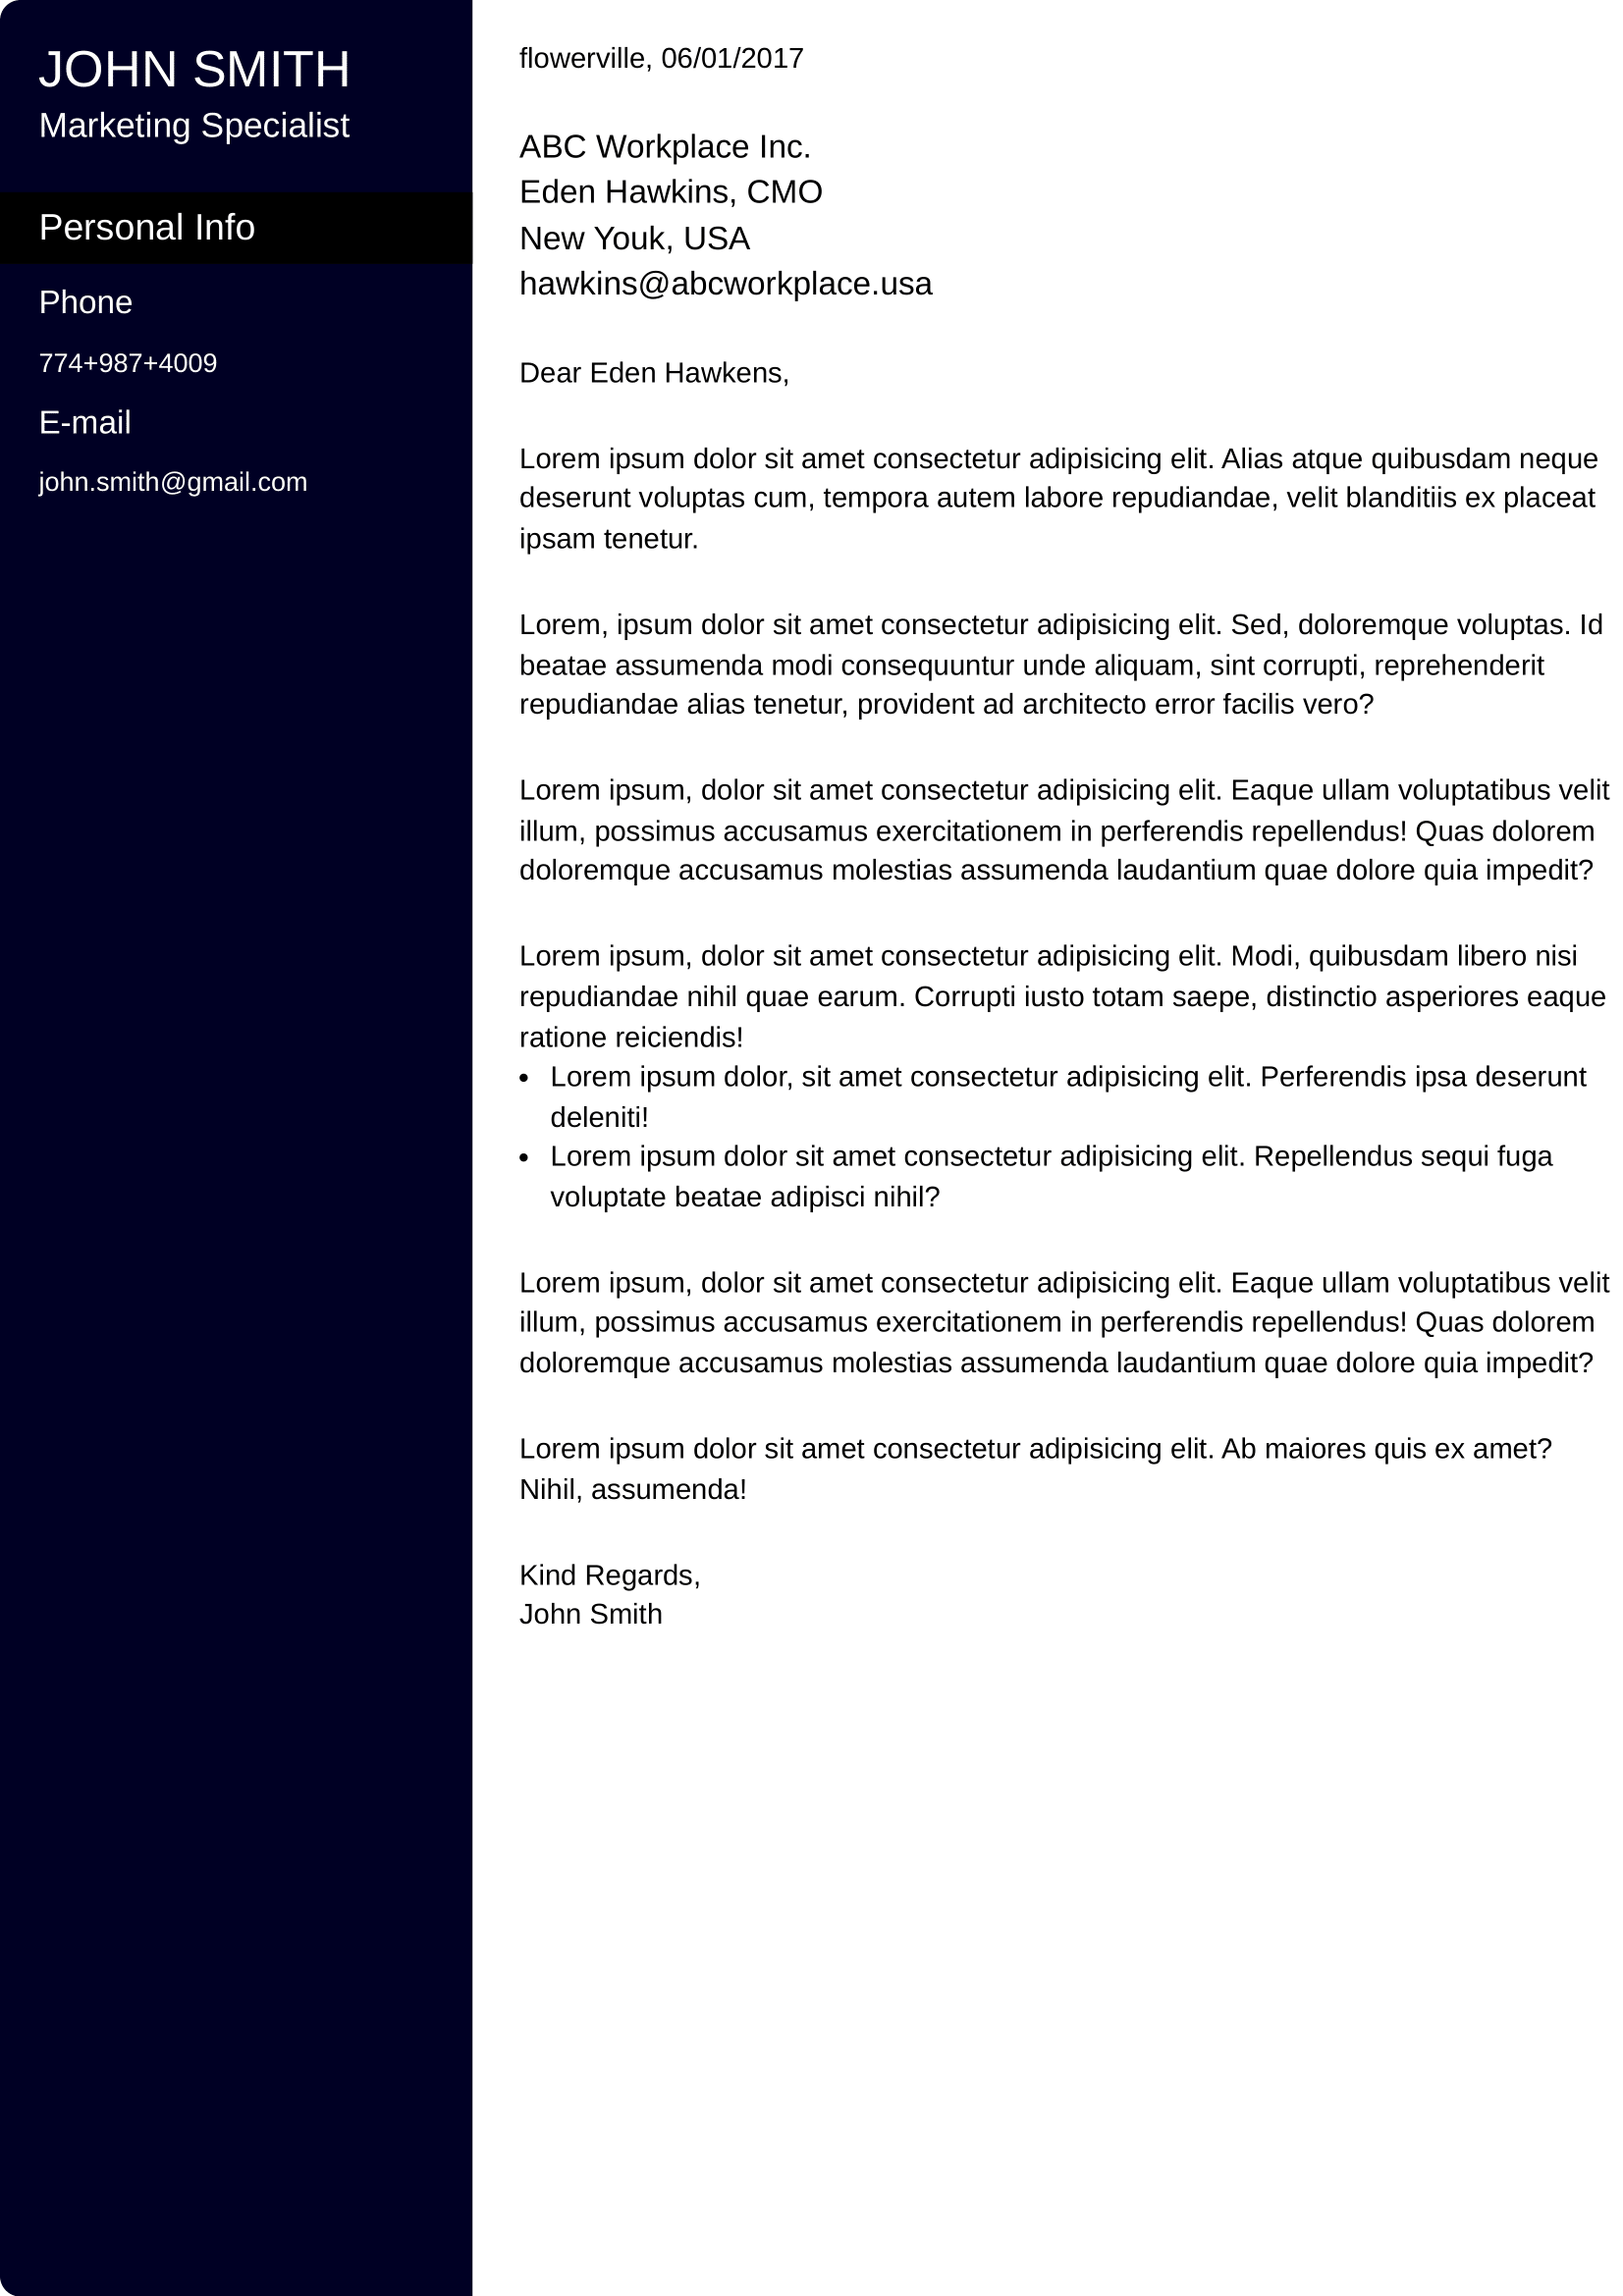 JOHN SMITH
Marketing Specialist
Personal Info
Phone
774+987+4009
E-mail
john.smith@gmail.com
flowerville, 06/01/2017
ABC Workplace Inc.
Eden Hawkins, CMO
New Youk, USA
hawkins@abcworkplace.usa
Dear Eden Hawkens,
Lorem ipsum dolor sit amet consectetur adipisicing elit. Alias atque quibusdam neque
deserunt voluptas cum, tempora autem labore repudiandae, velit blanditiis ex placeat
ipsam tenetur.
Lorem, ipsum dolor sit amet consectetur adipisicing elit. Sed, doloremque voluptas. Id
beatae assumenda modi consequuntur unde aliquam, sint corrupti, reprehenderit
repudiandae alias tenetur, provident ad architecto error facilis vero?
Lorem ipsum, dolor sit amet consectetur adipisicing elit. Eaque ullam voluptatibus velit
illum, possimus accusamus exercitationem in perferendis repellendus! Quas dolorem
doloremque accusamus molestias assumenda laudantium quae dolore quia impedit?
Lorem ipsum, dolor sit amet consectetur adipisicing elit. Modi, quibusdam libero nisi
repudiandae nihil quae earum. Corrupti iusto totam saepe, distinctio asperiores eaque
ratione reiciendis!
• Lorem ipsum dolor, sit amet consectetur adipisicing elit. Perferendis ipsa deserunt
deleniti!
• Lorem ipsum dolor sit amet consectetur adipisicing elit. Repellendus sequi fuga
voluptate beatae adipisci nihil?
Lorem ipsum, dolor sit amet consectetur adipisicing elit. Eaque ullam voluptatibus velit
illum, possimus accusamus exercitationem in perferendis repellendus! Quas dolorem
doloremque accusamus molestias assumenda laudantium quae dolore quia impedit?
Lorem ipsum dolor sit amet consectetur adipisicing elit. Ab maiores quis ex amet?
Nihil, assumenda!
Kind Regards,
John Smith